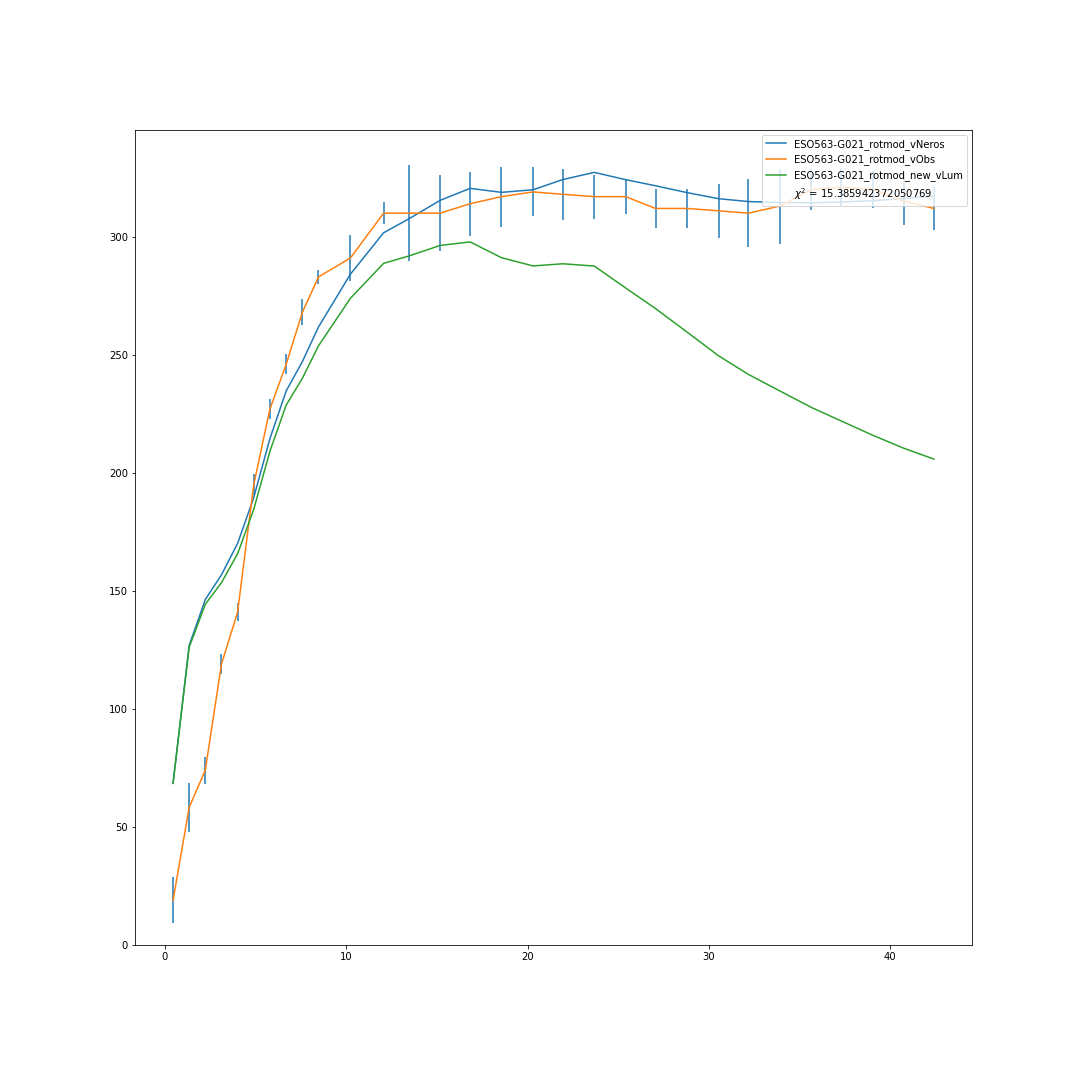 ESO563-G021_rotmod_vNeros
ESO563-G021_rotmod_vObs
ESO563-G021_rotmod_new_vLum
χ² = 15.385942372050769
300
250
200
150
100
50
0
0 10 20 30 40